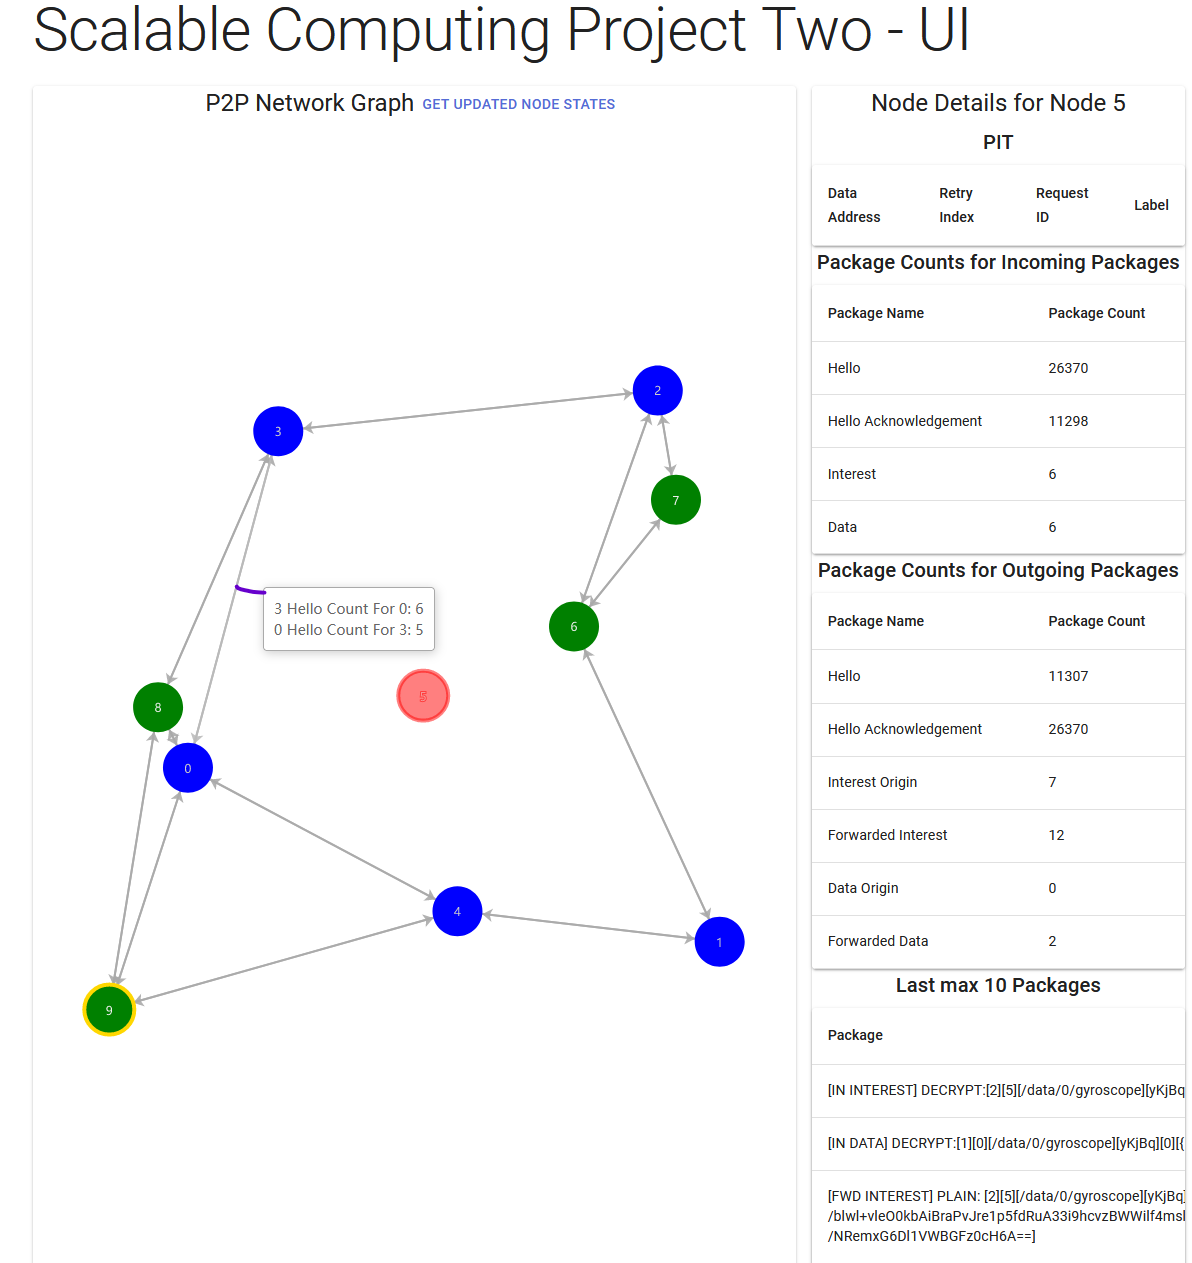 Scalable Computing Project Two - UI
P2P Network Graph GET UPDATED NODE STATES
3
2
7
6
3 Hello Count For 0: 6
0 Hello Count For 3: 5
5
8
0
4
1
9
Node Details for Node 5
PIT
Data Address Retry Index Request ID Label
Package Counts for Incoming Packages
Package Name Package Count
Hello 26370
Hello Acknowledgement 11298
Interest 6
Data 6
Package Counts for Outgoing Packages
Package Name Package Count
Hello 11307
Hello Acknowledgement 26370
Interest Origin 7
Forwarded Interest 12
Data Origin 0
Forwarded Data 2
Last max 10 Packages
Package
[IN INTEREST] DECRYPT:[2][5][/data/0/gyroscope][yKjBq
[IN DATA] DECRYPT:[1][0][/data/0/gyroscope][yKjBq][0][{
[FWD INTEREST] PLAIN: [2][5][/data/0/gyroscope][yKjBq]
/blwl+vleO0kbAiBraPvJre1p5fdRuA33i9hcvzBWWilf4msl
/NRemxG6Dl1VWBGFz0cH6A==]